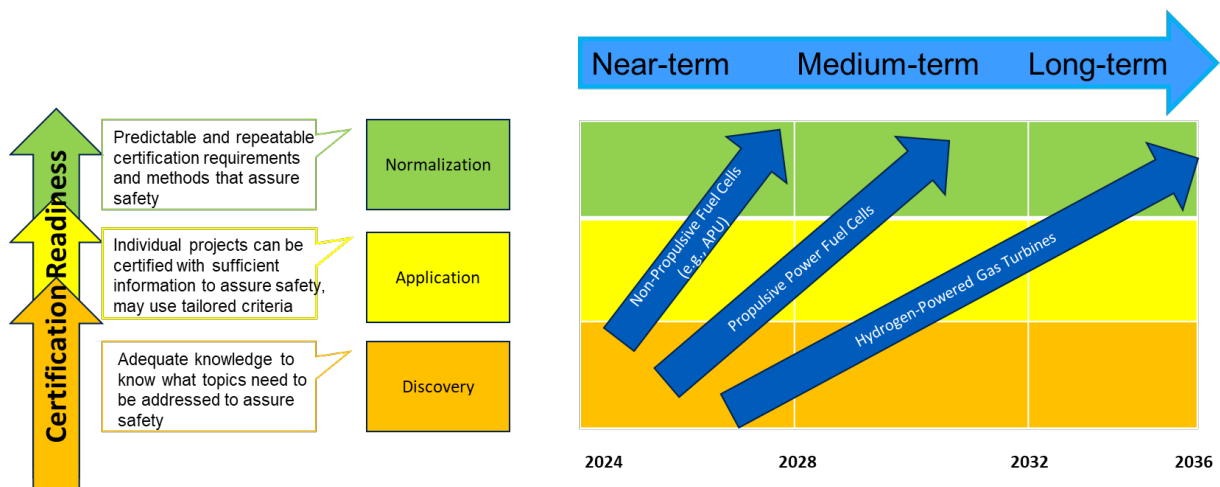 Near-term Medium-term Long-term
Certification Readiness
Predictable and repeatable
certification requirements
and methods that assure
safety
Normalization
Individual projects can be
certified with sufficient
information to assure safety,
may use tailored criteria
Application
Adequate knowledge to
know what topics need to
be addressed to assure
safety
Discovery
Non-Propulsive Fuel Cells
(e.g., APU)
Propulsive Power Fuel Cells
Hydrogen-Powered Gas Turbines
2024 2028 2032 2036